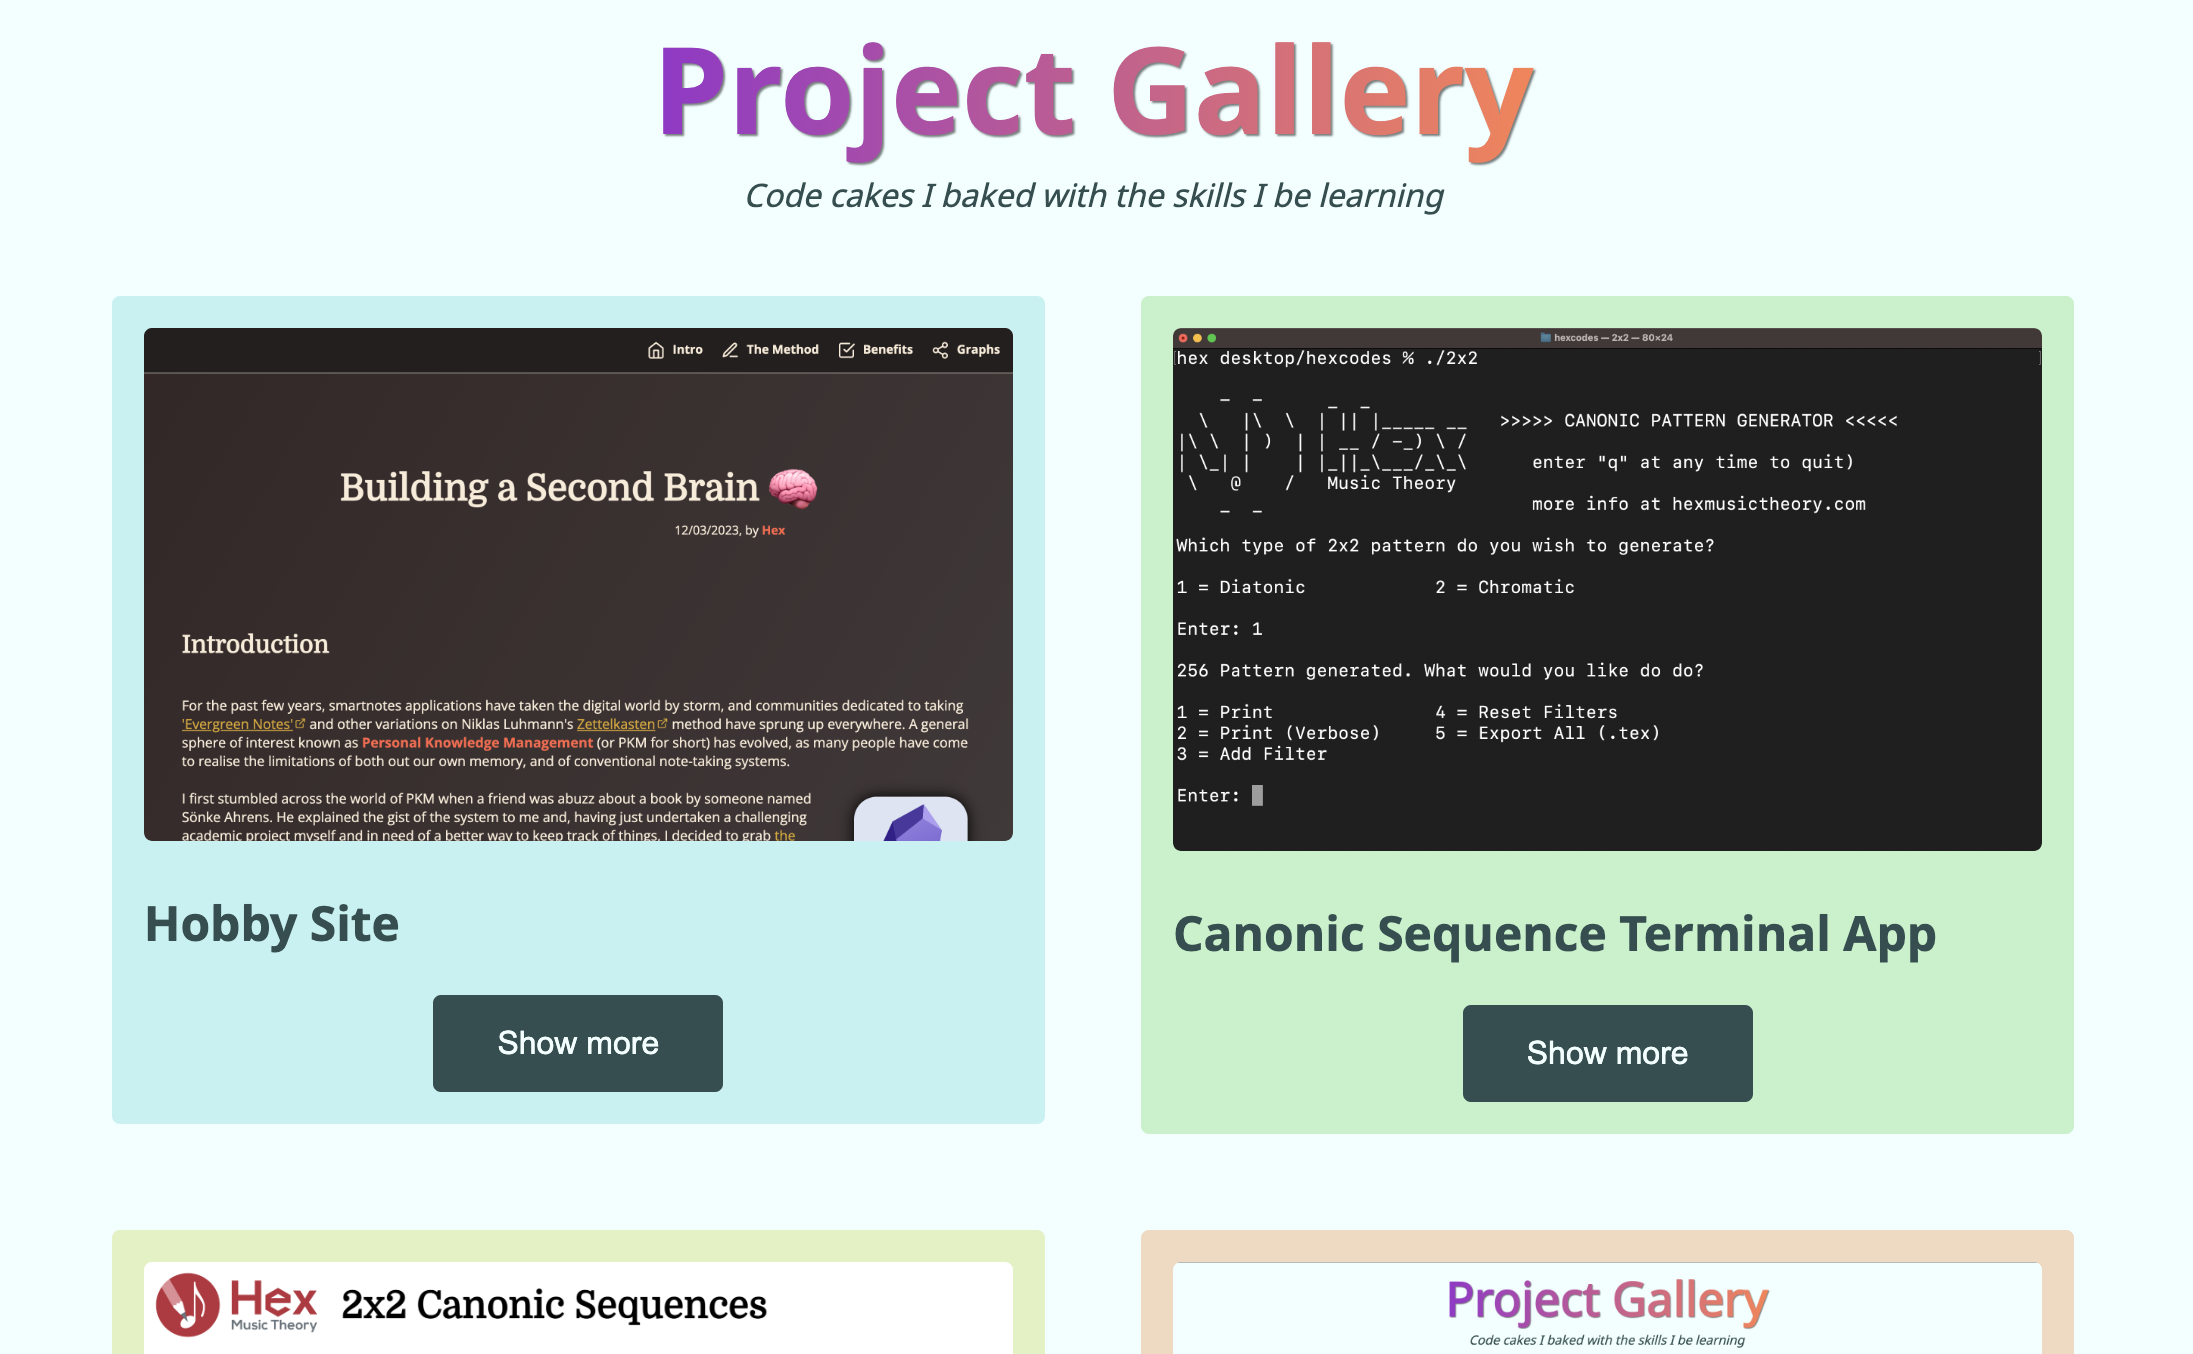 Project Gallery
Code cakes I baked with the skills I be learning
Intro The Method Benefits Graphs
Building a Second Brain
12/03/2023, by Hex
Introduction
For the past few years, smartnotes applications have taken the digital world by storm, and communities dedicated to taking
'Evergreen Notes' and other variations on Niklas Luhmann's Zettelkasten method have sprung up everywhere. A general
sphere of interest known as Personal Knowledge Management (or PKM for short) has evolved, as many people have come
to realise the limitations of both out our own memory, and of conventional note-taking systems.
I first stumbled across the world of PKM when a friend was abuzz about a book by someone named
Sönke Ahrens. He explained the gist of the system to me and, having just undertaken a challenging
academic project myself and in need of a better way to keep track of things, I decided to grab the
Hobby Site
Show more
hexcodes — 2x2 — 80×24
hex desktop/hexcodes % ./2x2
>>>>> CANONIC PATTERN GENERATOR <<<<<
enter "q" at any time to quit)
Music Theory
more info at hexmusictheory.com
Which type of 2x2 pattern do you wish to generate?
1 = Diatonic 2 = Chromatic
Enter: 1
256 Pattern generated. What would you like do do?
1 = Print 4 = Reset Filters
2 = Print (Verbose) 5 = Export All (.tex)
3 = Add Filter
Enter:
Canonic Sequence Terminal App
Show more
Hex
Music Theory
2x2 Canonic Sequences
Project Gallery
Code cakes I baked with the skills I be learning